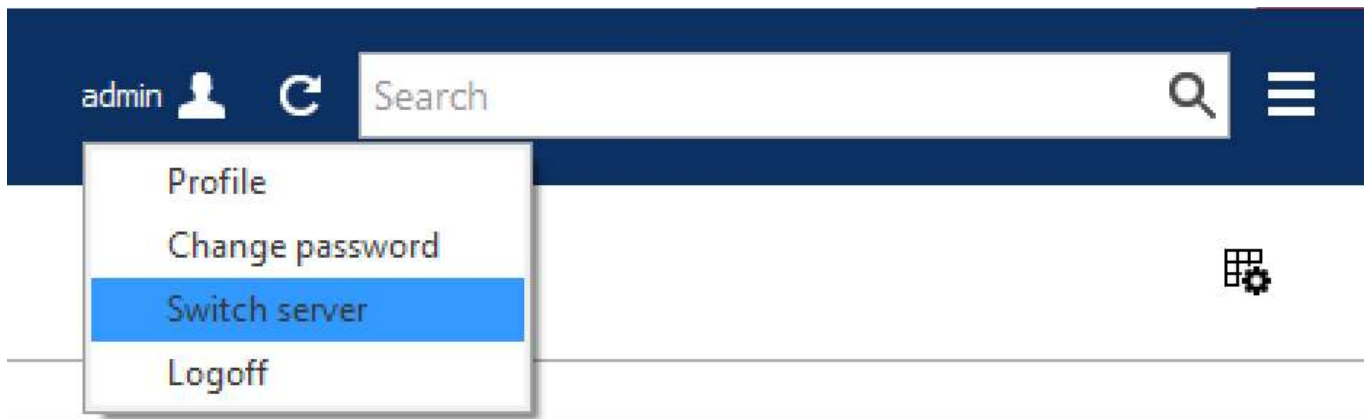 admin
Search
Profile
Change password
Switch server
Logoff